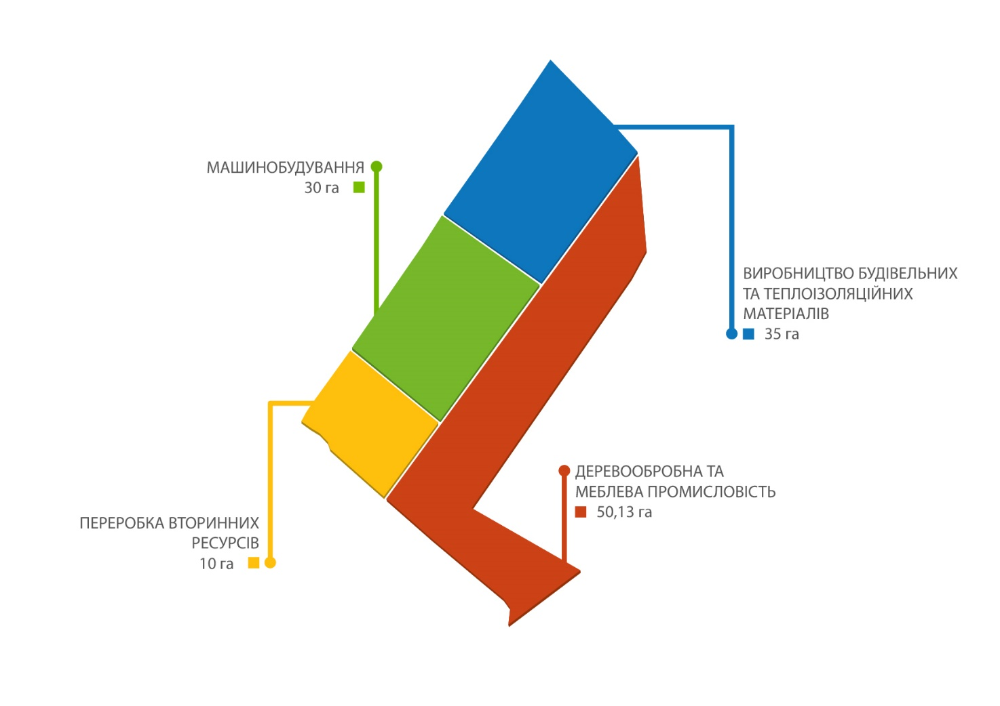 МАШИНОБУДУВАННЯ
30 га
ВИРОБНИЦТВО БУДІВЕЛЬНИХ
ТА ТЕПЛОІЗОЛЯЦІЙНИХ
МАТЕРІАЛІВ
35 га
ДЕРЕВООБРОБНА ТА
МЕБЛЕВА ПРОМИСЛОВІСТЬ
50,13 га
ПЕРЕРОБКА ВТОРИННИХ
РЕСУРСІВ
10 га